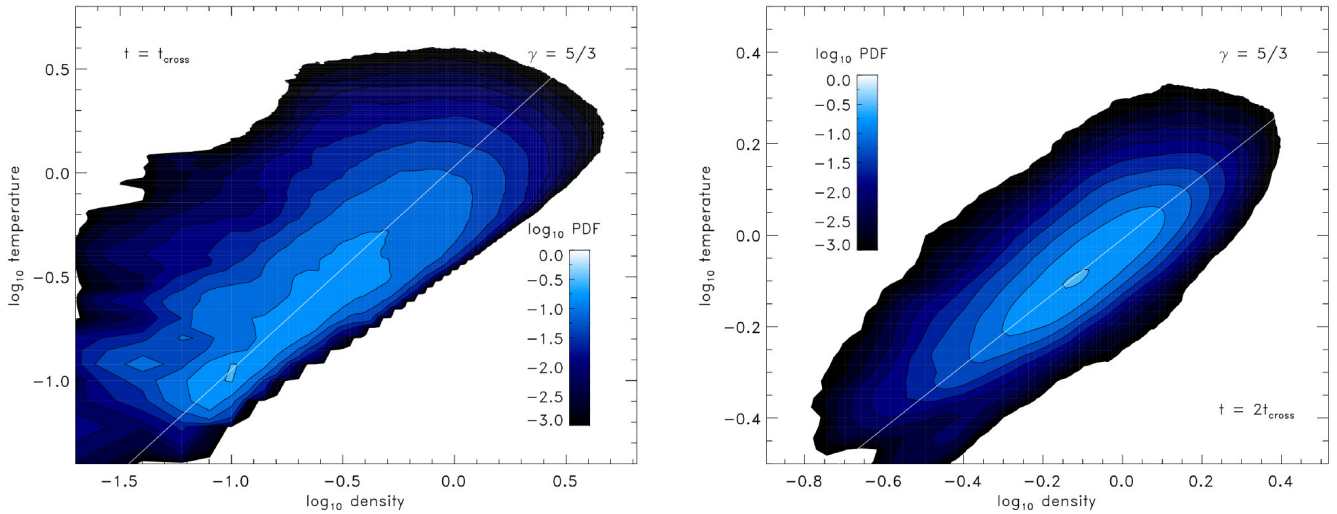 t = t_cross
γ = 5/3
0.5
0.0
−0.5
−1.0
log₁₀ temperature
log₁₀ PDF
0.0
−0.5
−1.0
−1.5
−2.0
−2.5
−3.0
−1.5 −1.0 −0.5 0.0 0.5
log₁₀ density
log₁₀ PDF
γ = 5/3
0.0
−0.5
−1.0
−1.5
−2.0
−2.5
−3.0
0.4
0.2
0.0
−0.2
−0.4
log₁₀ temperature
t = 2t_cross
−0.8 −0.6 −0.4 −0.2 0.0 0.2 0.4
log₁₀ density